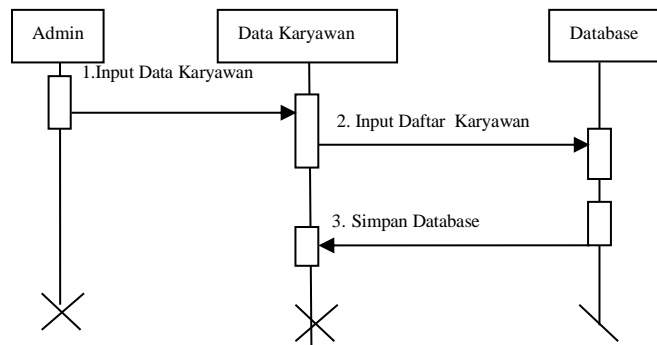 Admin
Data Karyawan
Database
1.Input Data Karyawan
2. Input Daftar Karyawan
3. Simpan Database